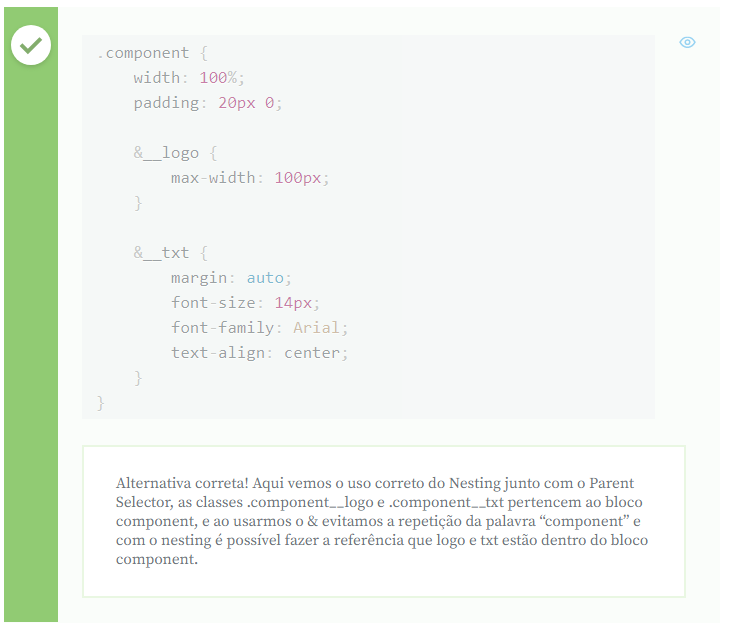 .component {
    width: 100%;
    padding: 20px 0;

    &__logo {
        max-width: 100px;
    }

    &__txt {
        margin: auto;
        font-size: 14px;
        font-family: Arial;
        text-align: center;
    }
}
Alternativa correta! Aqui vemos o uso correto do Nesting junto com o Parent
Selector, as classes .component__logo e .component__txt pertencem ao bloco
component, e ao usarmos o & evitamos a repetição da palavra “component” e
com o nesting é possível fazer a referência que logo e txt estão dentro do bloco
component.